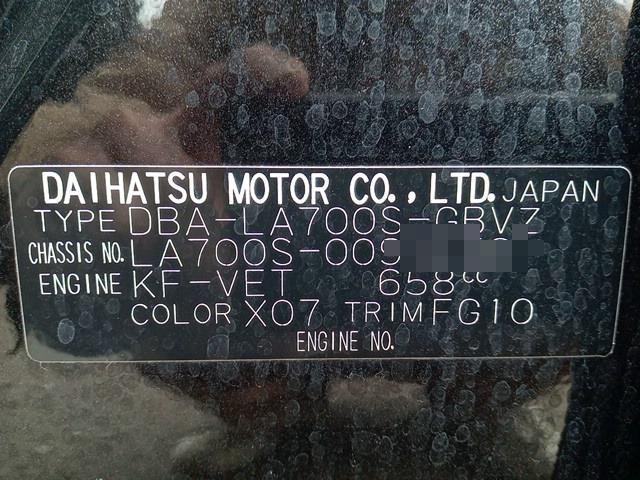 DAIHATSU MOTOR CO., LTD. JAPAN
TYPE DBA-LA700S-GBVZ
CHASSIS NO. LA700S-009
ENGINE KF-VET 658cc
COLOR X07 TRIM FG10
ENGINE NO.